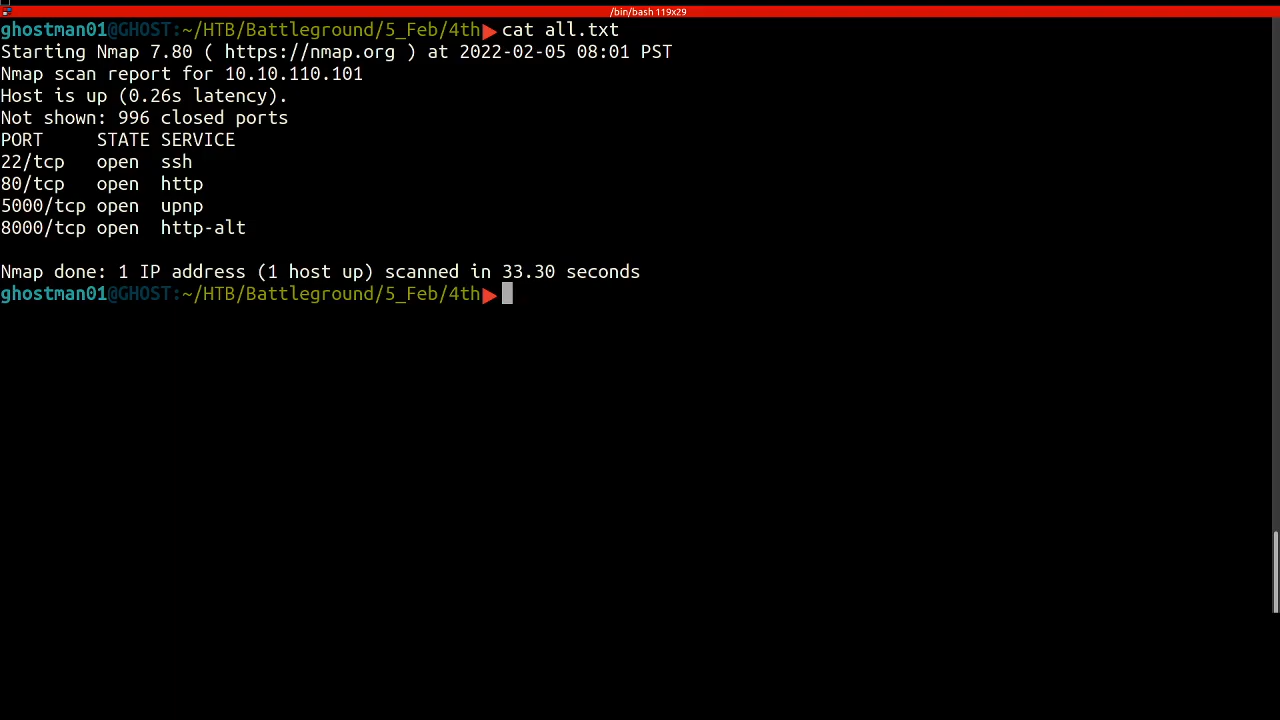 /bin/bash 119x29
ghostman01@GHOST:~/HTB/Battleground/5_Feb/4th▶cat all.txt
Starting Nmap 7.80 ( https://nmap.org ) at 2022-02-05 08:01 PST
Nmap scan report for 10.10.110.101
Host is up (0.26s latency).
Not shown: 996 closed ports
PORT     STATE SERVICE
22/tcp   open  ssh
80/tcp   open  http
5000/tcp open  upnp
8000/tcp open  http-alt
Nmap done: 1 IP address (1 host up) scanned in 33.30 seconds
ghostman01@GHOST:~/HTB/Battleground/5_Feb/4th▶